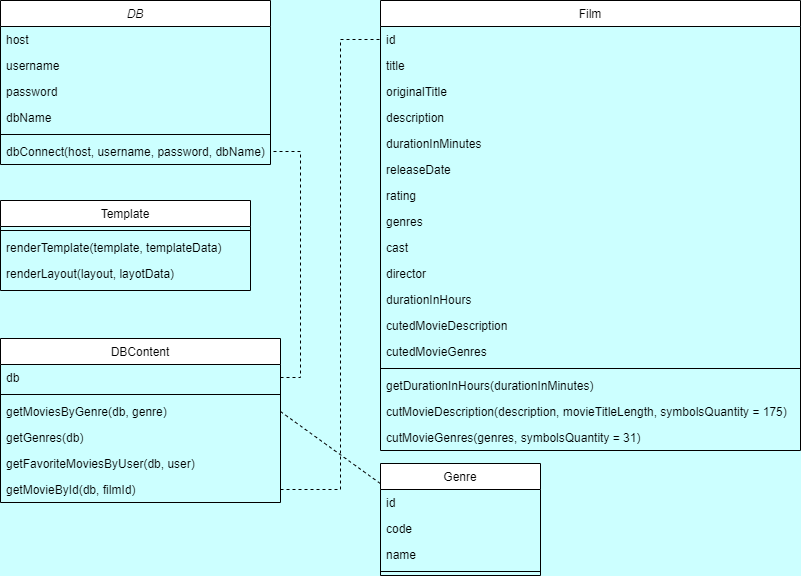 DB
host
username
password
dbName
dbConnect(host, username, password, dbName)
Template
renderTemplate(template, templateData)
renderLayout(layout, layotData)
DBContent
db
getMoviesByGenre(db, genre)
getGenres(db)
getFavoriteMoviesByUser(db, user)
getMovieById(db, filmId)
Film
id
title
originalTitle
description
durationInMinutes
releaseDate
rating
genres
cast
director
durationInHours
cutedMovieDescription
cutedMovieGenres
getDurationInHours(durationInMinutes)
cutMovieDescription(description, movieTitleLength, symbolsQuantity = 175)
cutMovieGenres(genres, symbolsQuantity = 31)
Genre
id
code
name